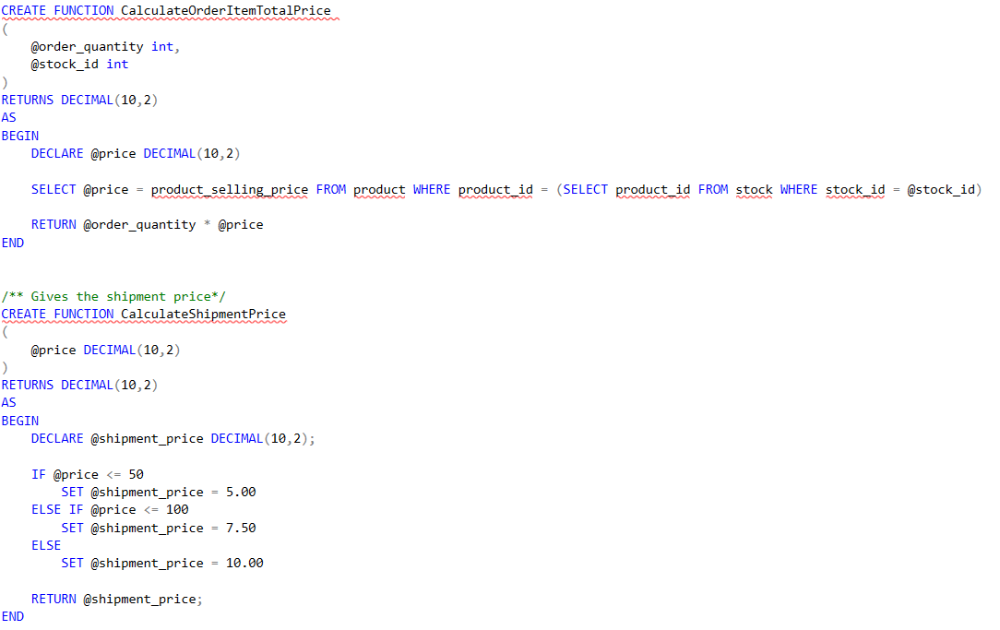 CREATE FUNCTION CalculateOrderItemTotalPrice
(
    @order_quantity int,
    @stock_id int
)
RETURNS DECIMAL(10,2)
AS
BEGIN
    DECLARE @price DECIMAL(10,2)
    SELECT @price = product_selling_price FROM product WHERE product_id = (SELECT product_id FROM stock WHERE stock_id = @stock_id)
    RETURN @order_quantity * @price
END
/** Gives the shipment price*/
CREATE FUNCTION CalculateShipmentPrice
(
    @price DECIMAL(10,2)
)
RETURNS DECIMAL(10,2)
AS
BEGIN
    DECLARE @shipment_price DECIMAL(10,2);
    IF @price <= 50
        SET @shipment_price = 5.00
    ELSE IF @price <= 100
        SET @shipment_price = 7.50
    ELSE
        SET @shipment_price = 10.00
    RETURN @shipment_price;
END